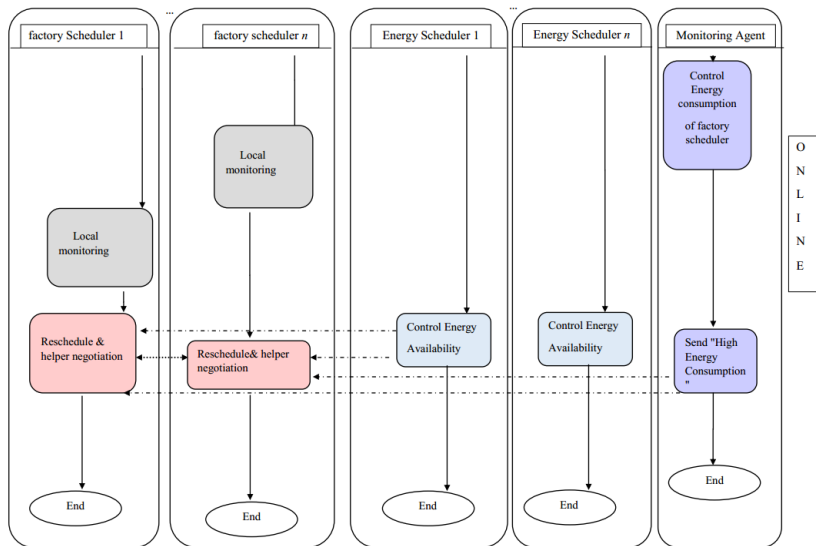 ...
...
factory Scheduler 1
factory scheduler n
Energy Scheduler 1
Energy Scheduler n
Monitoring Agent
Control
Energy
consumption
of factory
scheduler
Local
monitoring
Local
monitoring
O
N
L
I
N
E
Reschedule &
helper negotiation
Reschedule& helper
negotiation
Control Energy
Availability
Control Energy
Availability
Send "High
Energy
Consumption
"
End
End
End
End
End